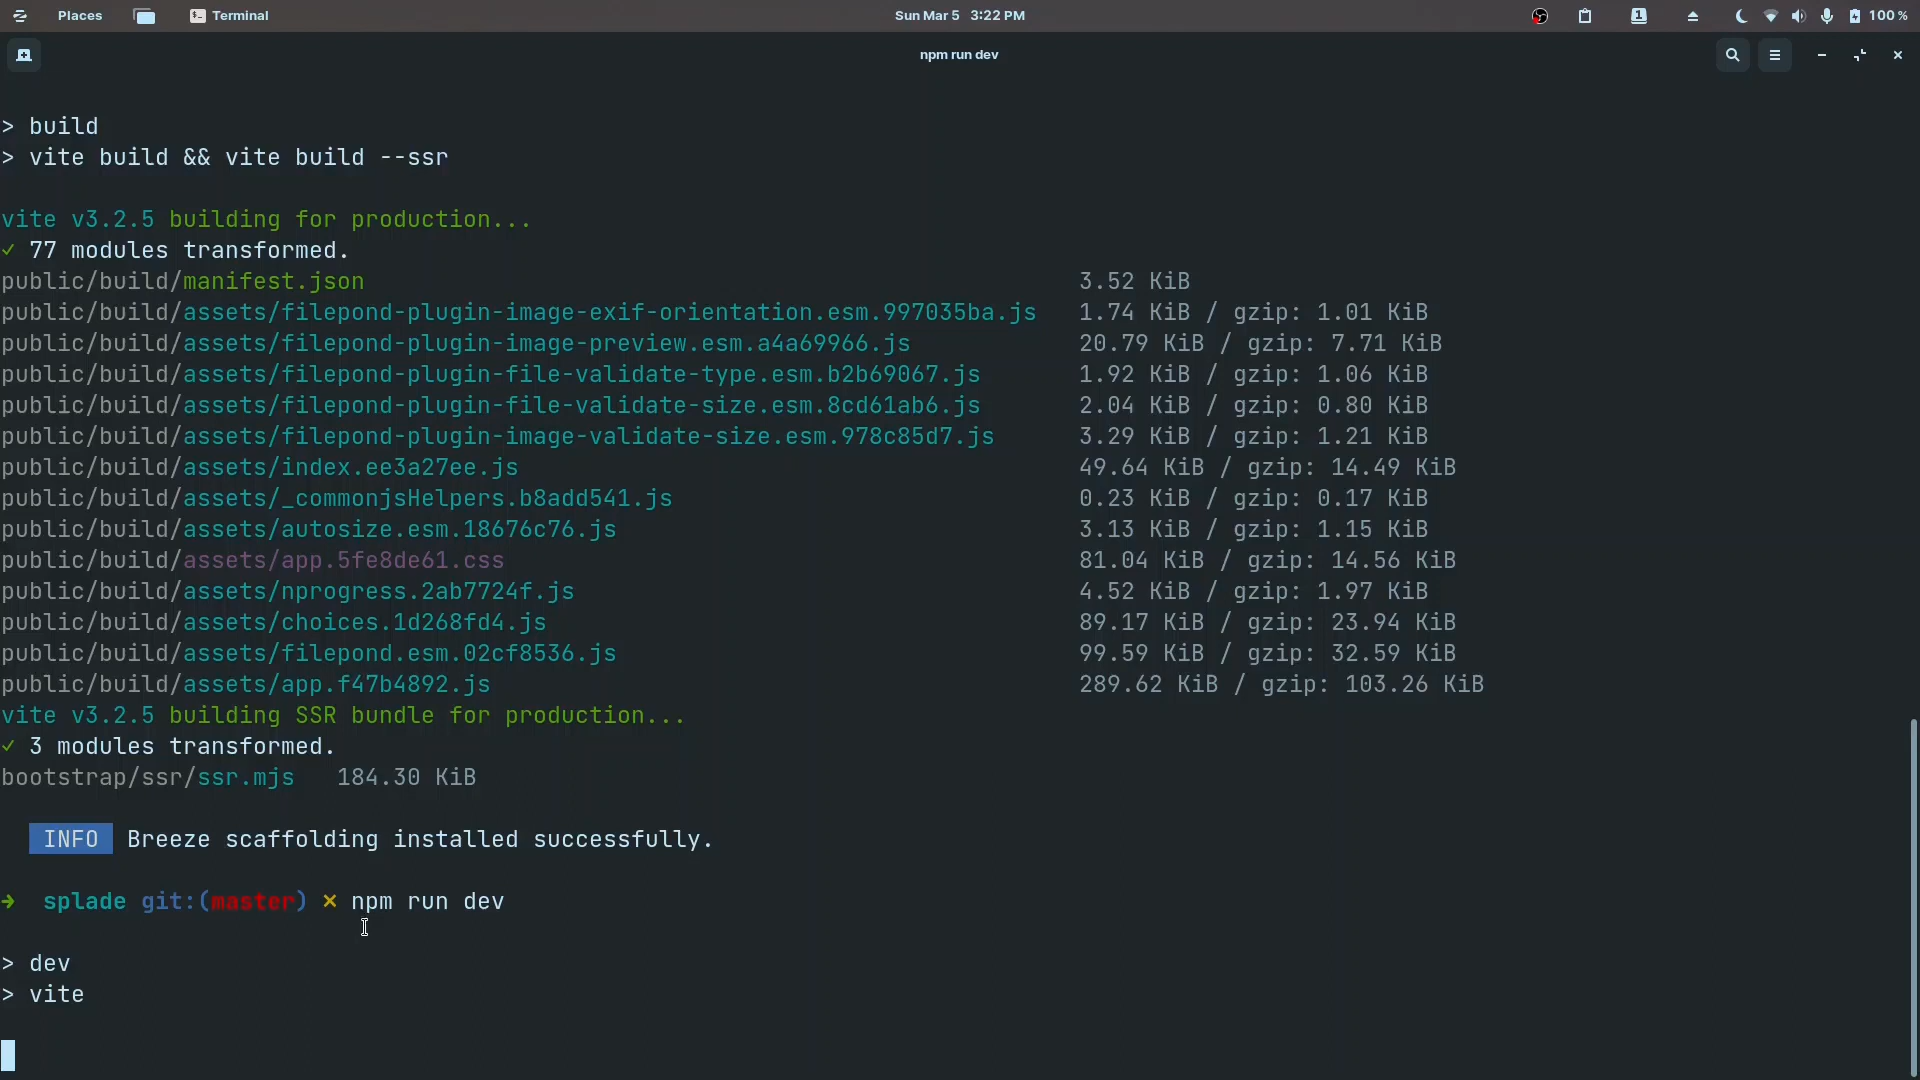 Places Terminal Sun Mar 5 3:22 PM 1 100 %
npm run dev
> build
> vite build && vite build --ssr
vite v3.2.5 building for production...
✓ 77 modules transformed.
public/build/manifest.json 3.52 KiB
public/build/assets/filepond-plugin-image-exif-orientation.esm.997035ba.js 1.74 KiB / gzip: 1.01 KiB
public/build/assets/filepond-plugin-image-preview.esm.a4a69966.js 20.79 KiB / gzip: 7.71 KiB
public/build/assets/filepond-plugin-file-validate-type.esm.b2b69067.js 1.92 KiB / gzip: 1.06 KiB
public/build/assets/filepond-plugin-file-validate-size.esm.8cd61ab6.js 2.04 KiB / gzip: 0.80 KiB
public/build/assets/filepond-plugin-image-validate-size.esm.978c85d7.js 3.29 KiB / gzip: 1.21 KiB
public/build/assets/index.ee3a27ee.js 49.64 KiB / gzip: 14.49 KiB
public/build/assets/_commonjsHelpers.b8add541.js 0.23 KiB / gzip: 0.17 KiB
public/build/assets/autosize.esm.18676c76.js 3.13 KiB / gzip: 1.15 KiB
public/build/assets/app.5fe8de61.css 81.04 KiB / gzip: 14.56 KiB
public/build/assets/nprogress.2ab7724f.js 4.52 KiB / gzip: 1.97 KiB
public/build/assets/choices.1d268fd4.js 89.17 KiB / gzip: 23.94 KiB
public/build/assets/filepond.esm.02cf8536.js 99.59 KiB / gzip: 32.59 KiB
public/build/assets/app.f47b4892.js 289.62 KiB / gzip: 103.26 KiB
vite v3.2.5 building SSR bundle for production...
✓ 3 modules transformed.
bootstrap/ssr/ssr.mjs 184.30 KiB
INFO Breeze scaffolding installed successfully.
➜ splade git:(master) ✗ npm run dev
> dev
> vite